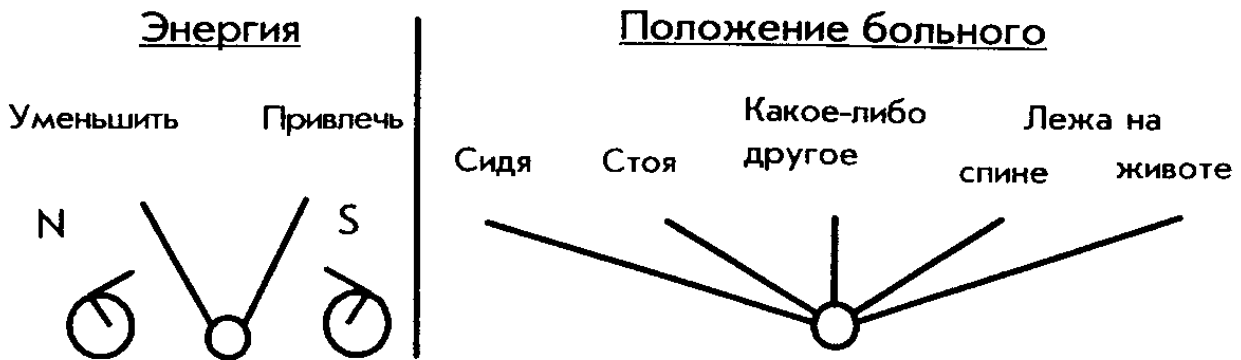 Энергия
Уменьшить Привлечь
N S
Положение больного
Сидя Стоя Какое-либо
другое Лежа на
спине животе